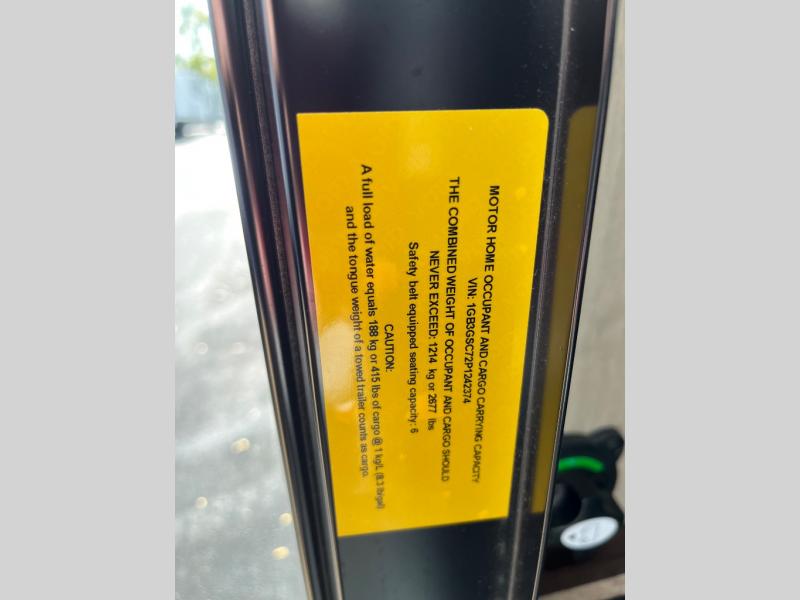 MOTOR HOME OCCUPANT AND CARGO CARRYING CAPACITY
VIN: 1GB3GSC72P1242374
THE COMBINED WEIGHT OF OCCUPANT AND CARGO SHOULD
NEVER EXCEED: 1214 kg or 2677 lbs
Safety belt equipped seating capacity: 6
CAUTION:
A full load of water equals 188 kg or 415 lbs of cargo @ 1 kg/L (8.3 lb/gal)
and the tongue weight of a towed trailer counts as cargo.